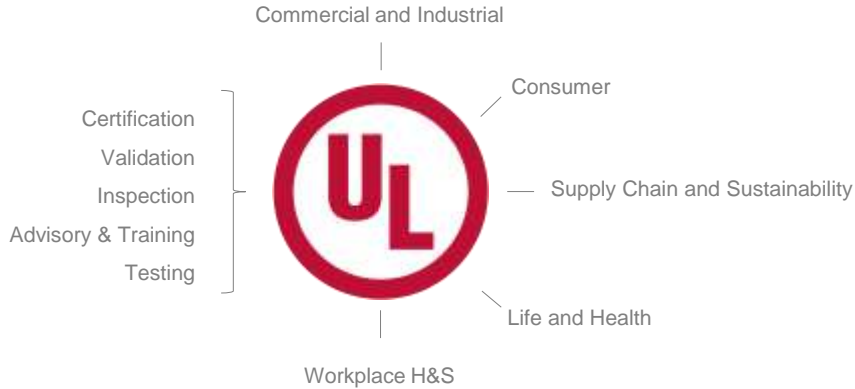 Commercial and Industrial
Consumer
Certification
Validation
Inspection
Advisory & Training
Testing
UL
Supply Chain and Sustainability
Life and Health
Workplace H&S